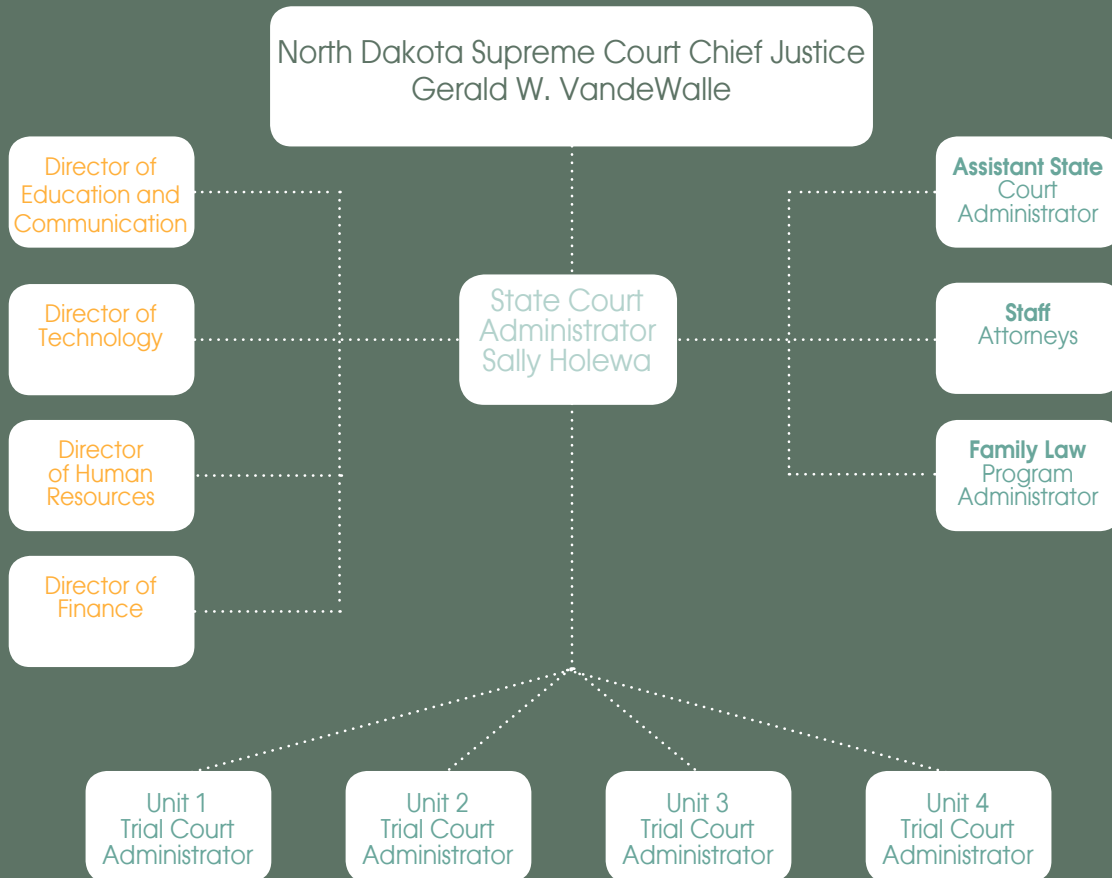 North Dakota Supreme Court Chief Justice
Gerald W. VandeWalle
Director of
Education and
Communication
Assistant State
Court
Administrator
State Court
Administrator
Sally Holewa
Director of
Technology
Staff
Attorneys
Director
of Human
Resources
Family Law
Program
Administrator
Director of
Finance
Unit 1
Trial Court
Administrator
Unit 2
Trial Court
Administrator
Unit 3
Trial Court
Administrator
Unit 4
Trial Court
Administrator